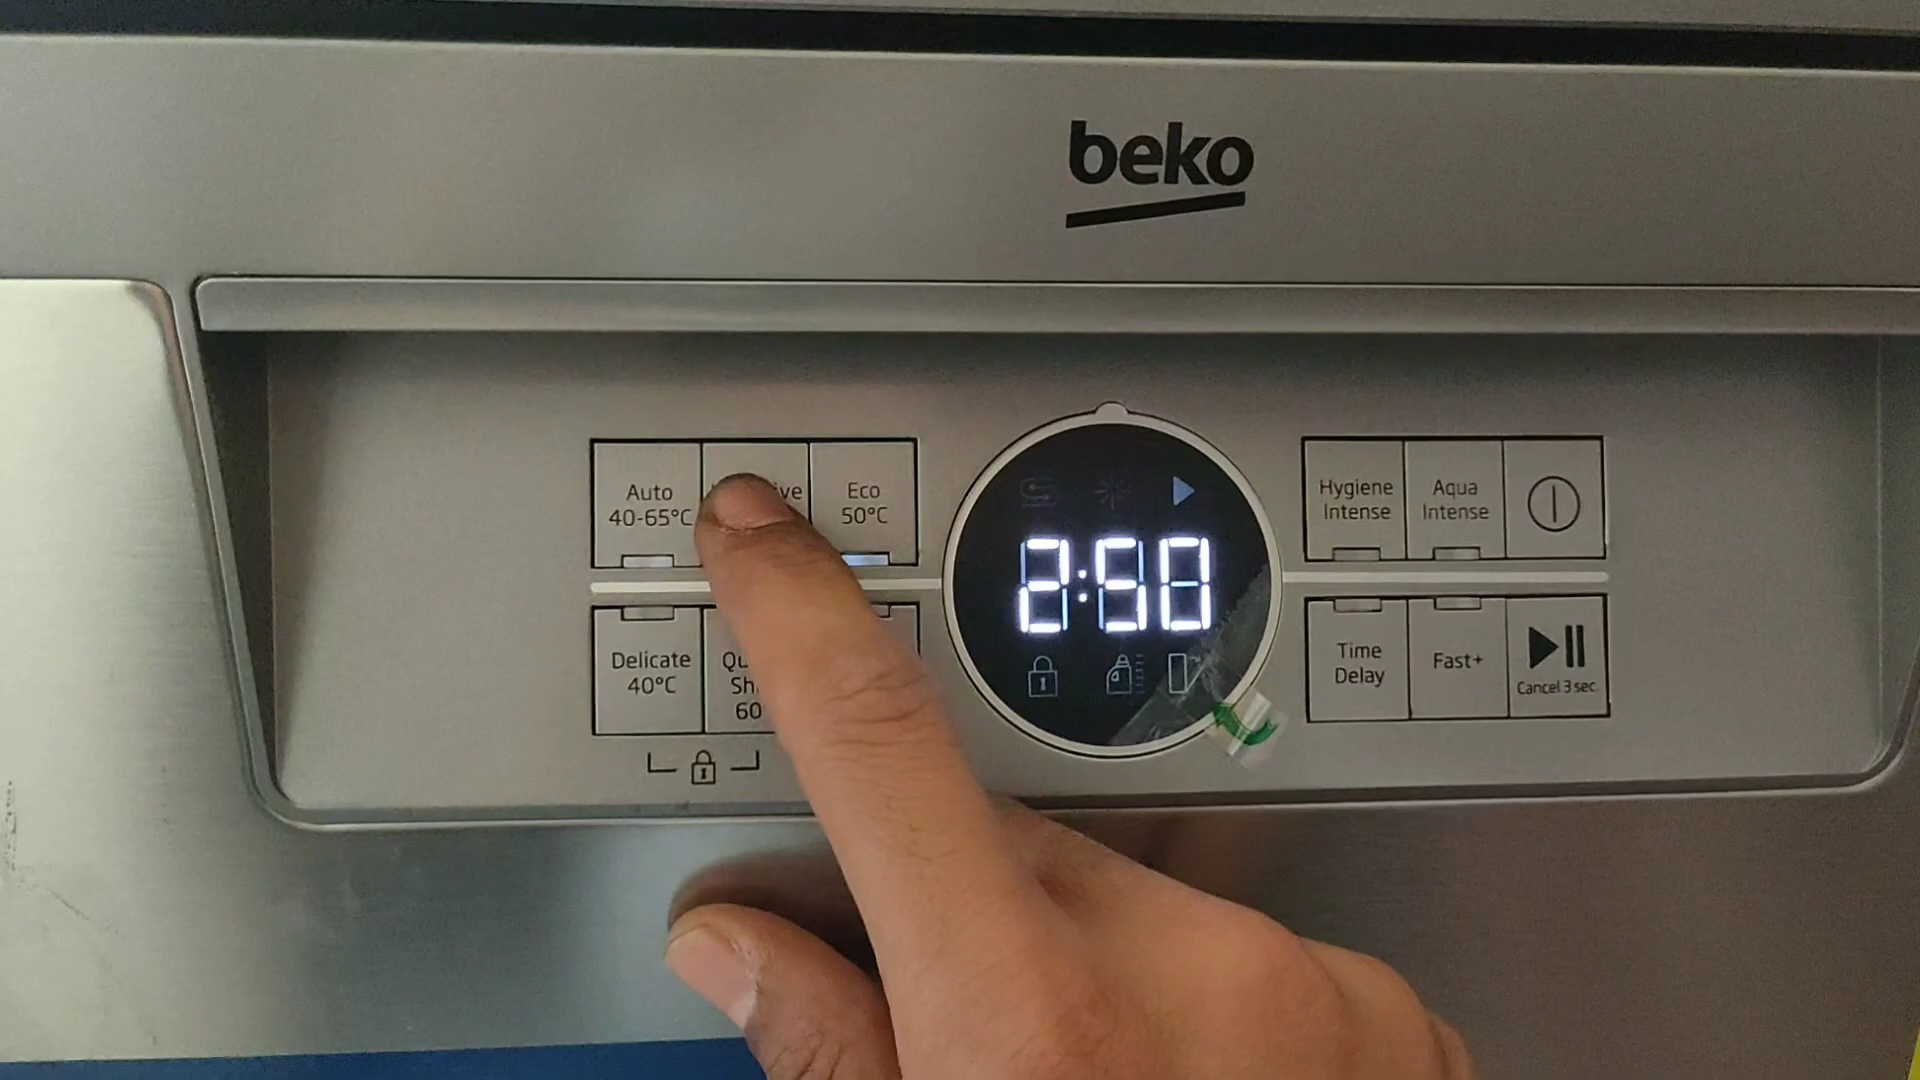 beko
Auto
40-65°C
Eco
50°C
2:50
Hygiene
Intense
Aqua
Intense
Delicate
40°C
Time
Delay
Fast+
Cancel 3 sec.